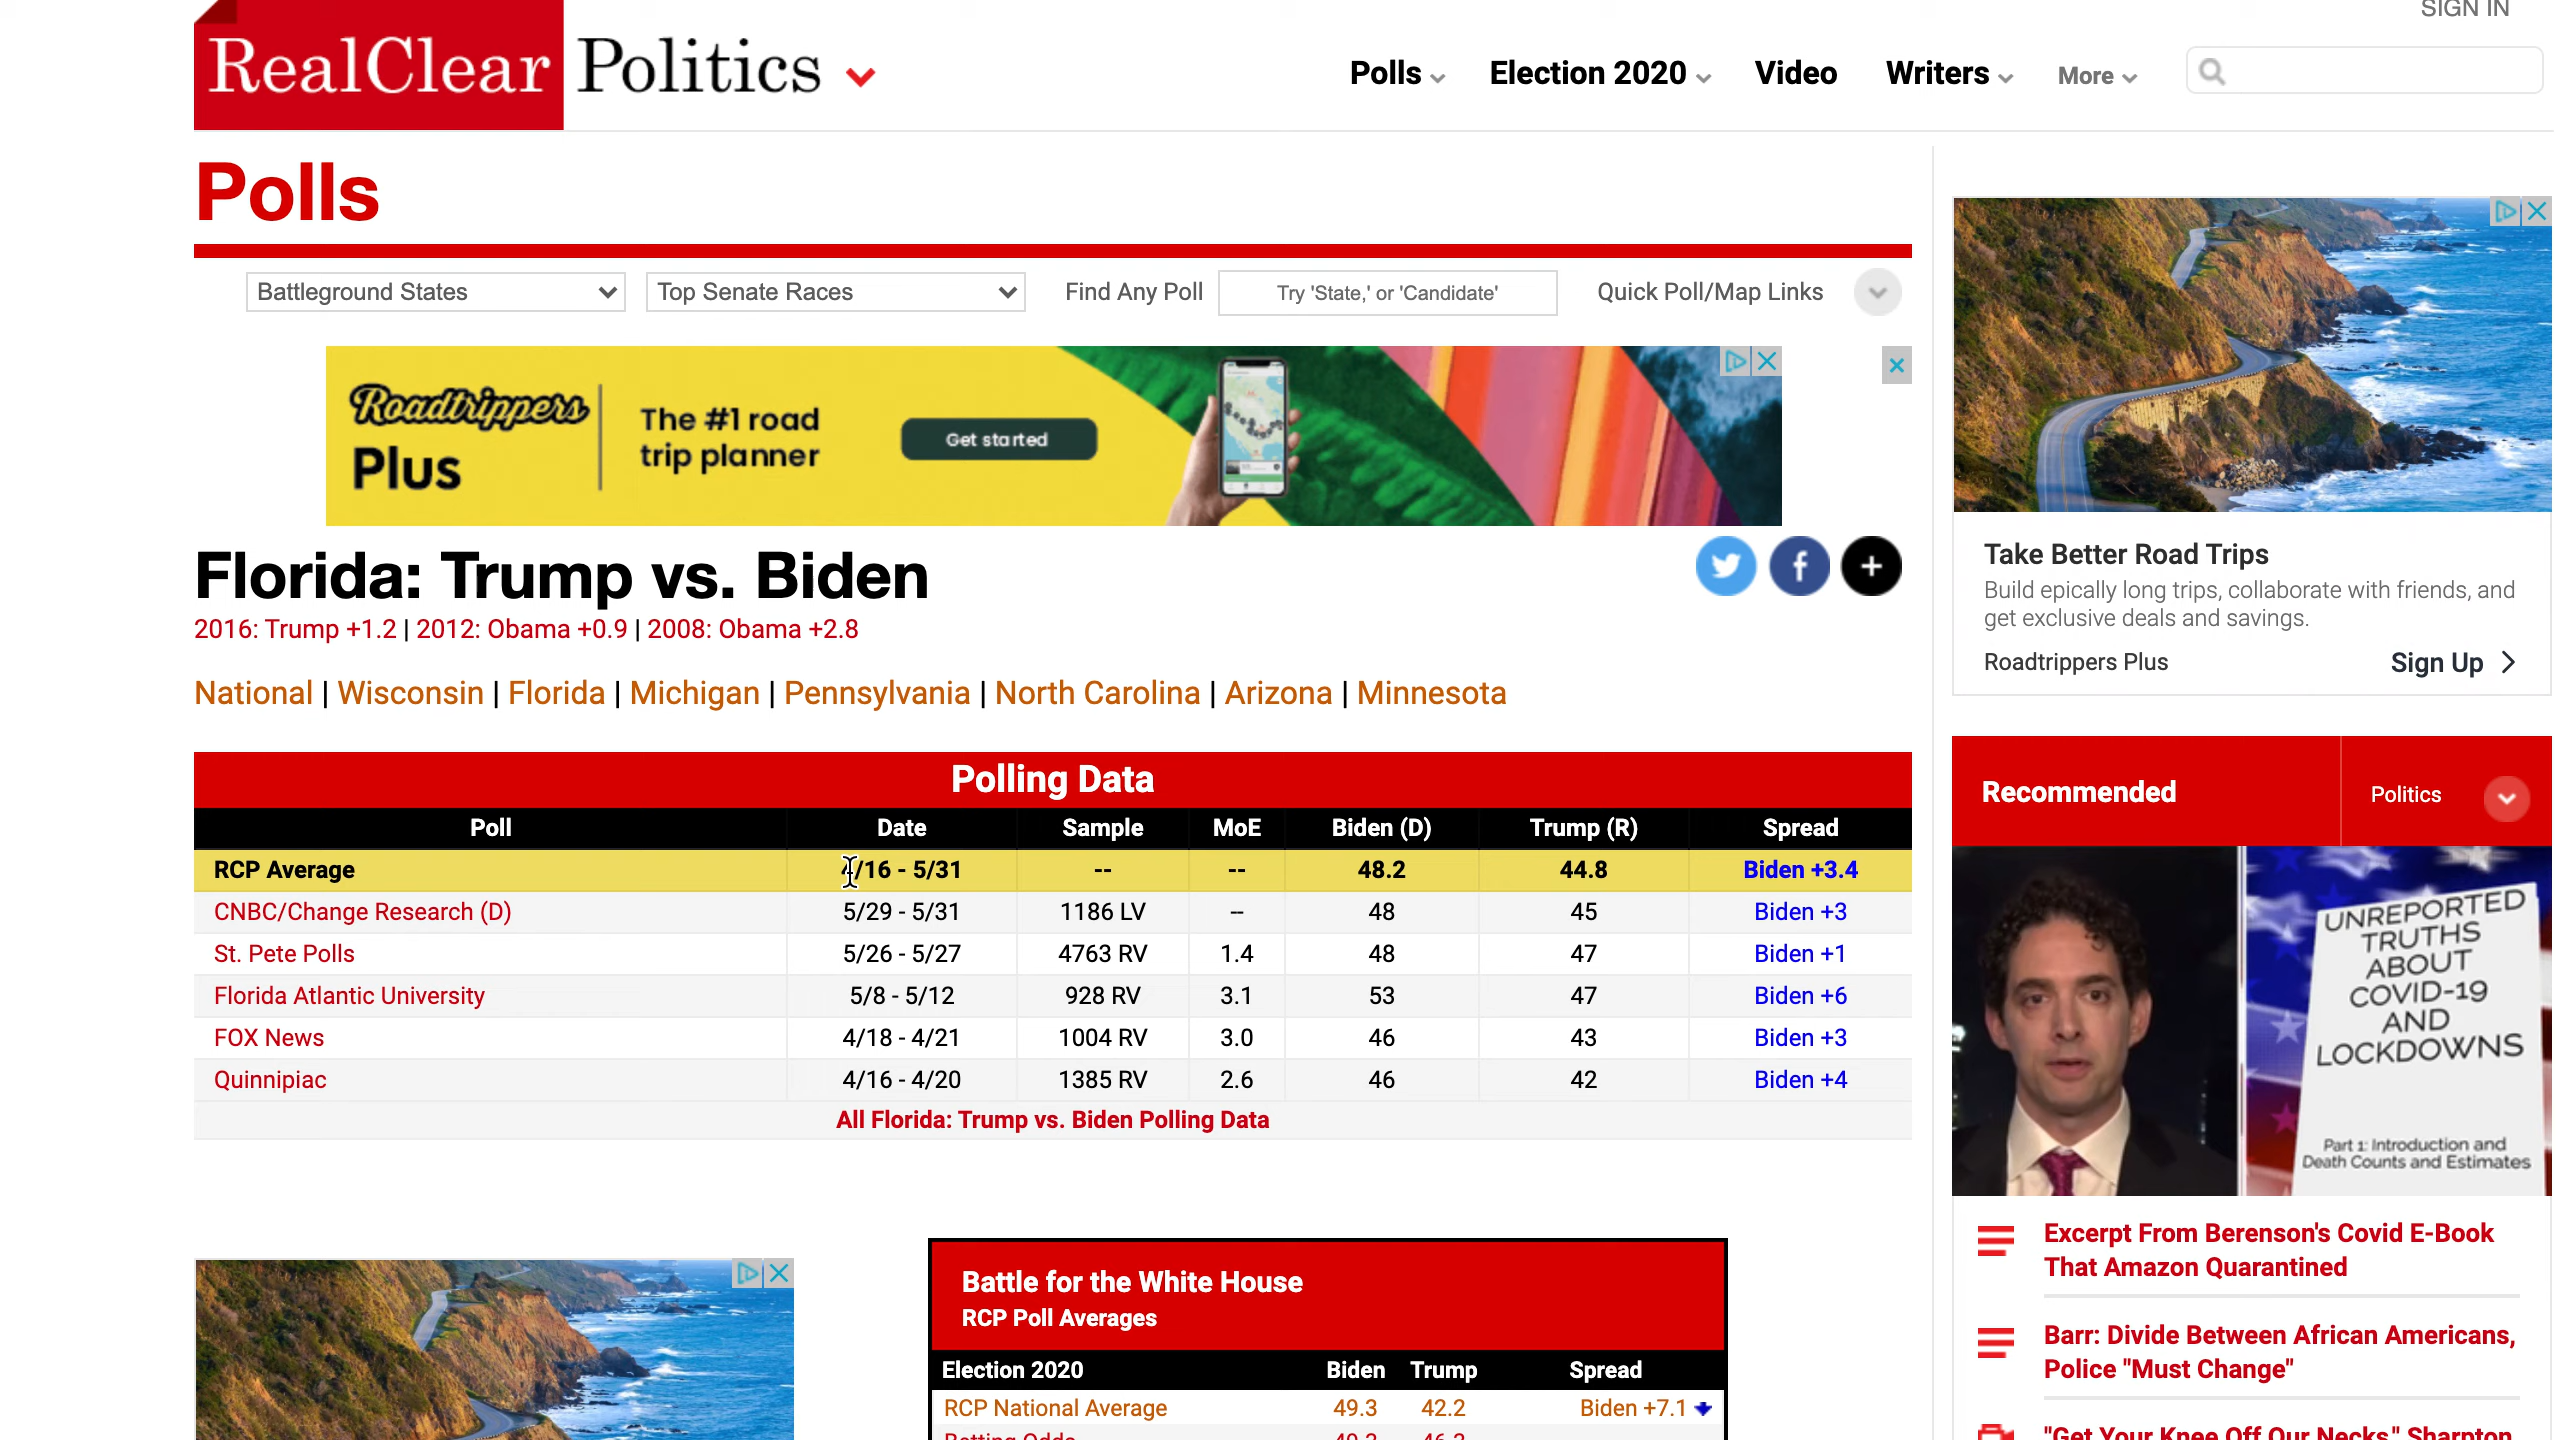 SIGN IN
RealClear Politics
Polls Election 2020 Video Writers More
Polls
Battleground States Top Senate Races Find Any Poll Try 'State,' or 'Candidate' Quick Poll/Map Links
Roadtrippers Plus
The #1 road trip planner
Get started
Florida: Trump vs. Biden
2016: Trump +1.2 | 2012: Obama +0.9 | 2008: Obama +2.8
National | Wisconsin | Florida | Michigan | Pennsylvania | North Carolina | Arizona | Minnesota
Polling Data
Poll Date Sample MoE Biden (D) Trump (R) Spread
RCP Average 4/16 - 5/31 -- -- 48.2 44.8 Biden +3.4
CNBC/Change Research (D) 5/29 - 5/31 1186 LV -- 48 45 Biden +3
St. Pete Polls 5/26 - 5/27 4763 RV 1.4 48 47 Biden +1
Florida Atlantic University 5/8 - 5/12 928 RV 3.1 53 47 Biden +6
FOX News 4/18 - 4/21 1004 RV 3.0 46 43 Biden +3
Quinnipiac 4/16 - 4/20 1385 RV 2.6 46 42 Biden +4
All Florida: Trump vs. Biden Polling Data
Battle for the White House
RCP Poll Averages
Election 2020 Biden Trump Spread
RCP National Average 49.3 42.2 Biden +7.1
Take Better Road Trips
Build epically long trips, collaborate with friends, and
get exclusive deals and savings.
Roadtrippers Plus Sign Up
Recommended Politics
UNREPORTED
TRUTHS
ABOUT
COVID-19
AND
LOCKDOWNS
Part 1: Introduction and
Death Counts and Estimates
Excerpt From Berenson's Covid E-Book
That Amazon Quarantined
Barr: Divide Between African Americans,
Police "Must Change"
"Get Your Knee Off Our Necks" Sharpton